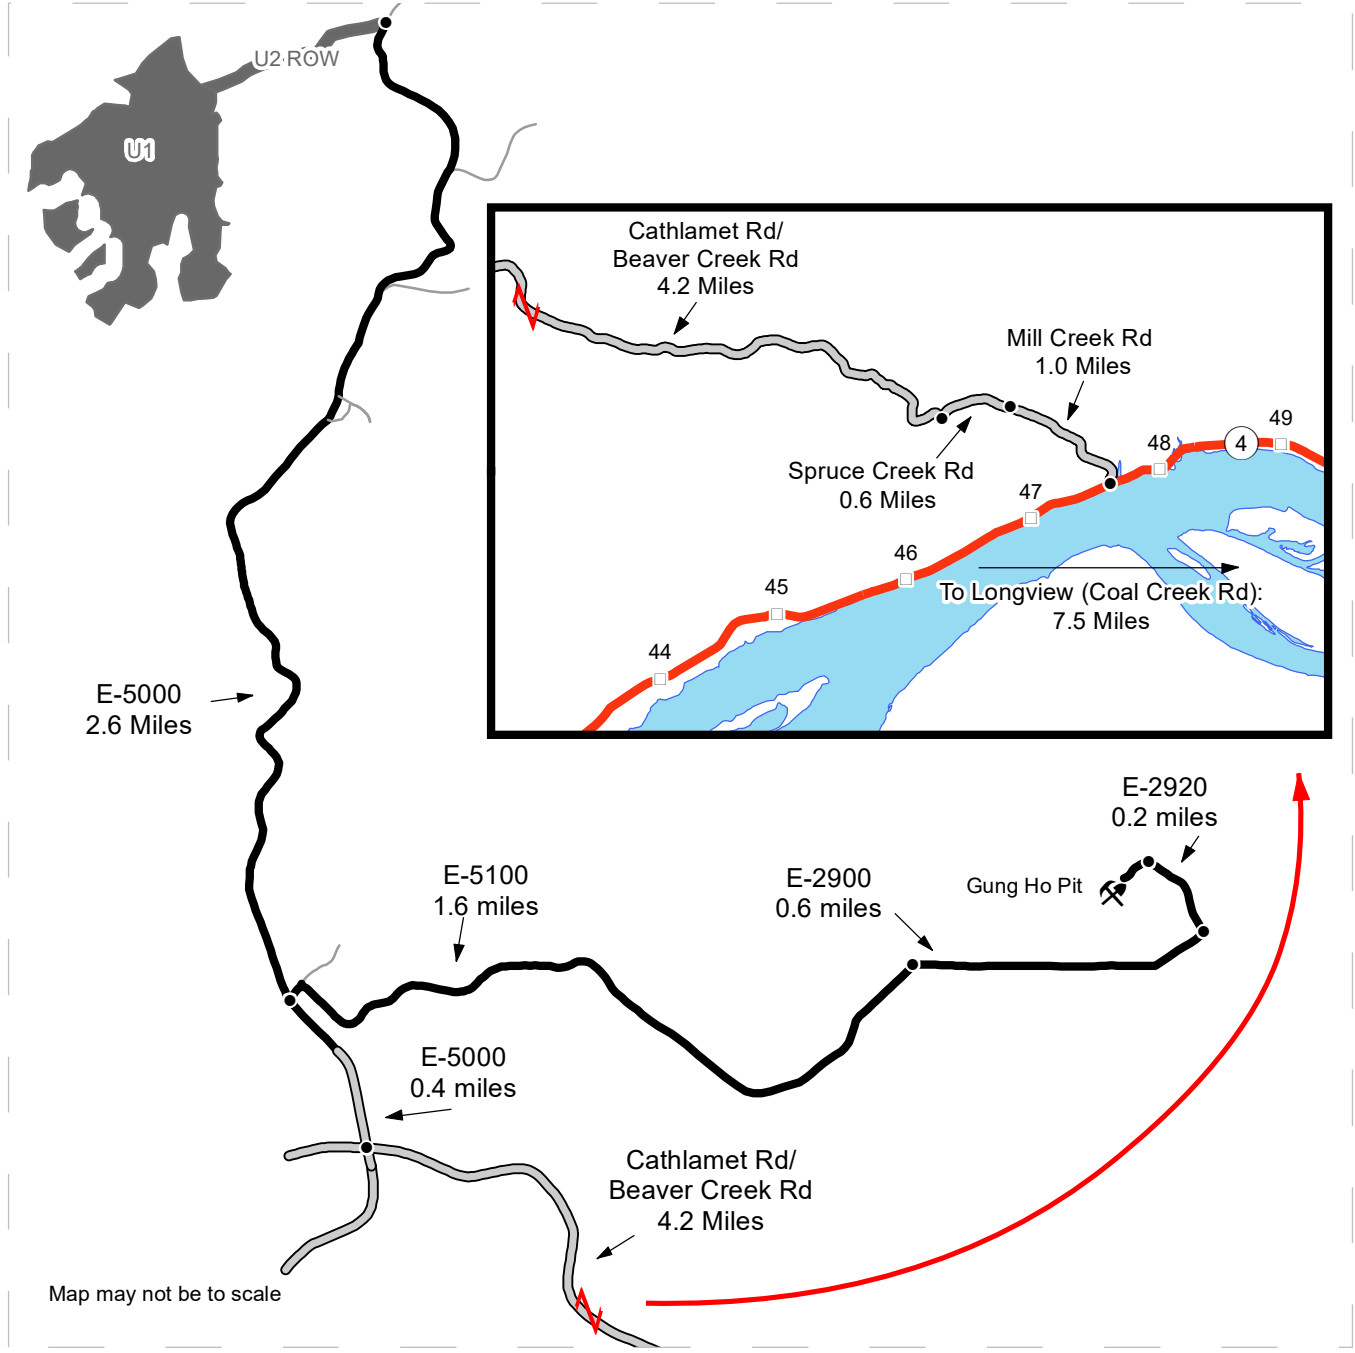 U2 ROW
U1
Cathlamet Rd/
Beaver Creek Rd
4.2 Miles
Mill Creek Rd
1.0 Miles
Spruce Creek Rd
0.6 Miles
49
4
48
47
46
45
44
To Longview (Coal Creek Rd):
7.5 Miles
E-5000
2.6 Miles
E-2920
0.2 miles
Gung Ho Pit
E-5100
1.6 miles
E-2900
0.6 miles
E-5000
0.4 miles
Cathlamet Rd/
Beaver Creek Rd
4.2 Miles
Map may not be to scale